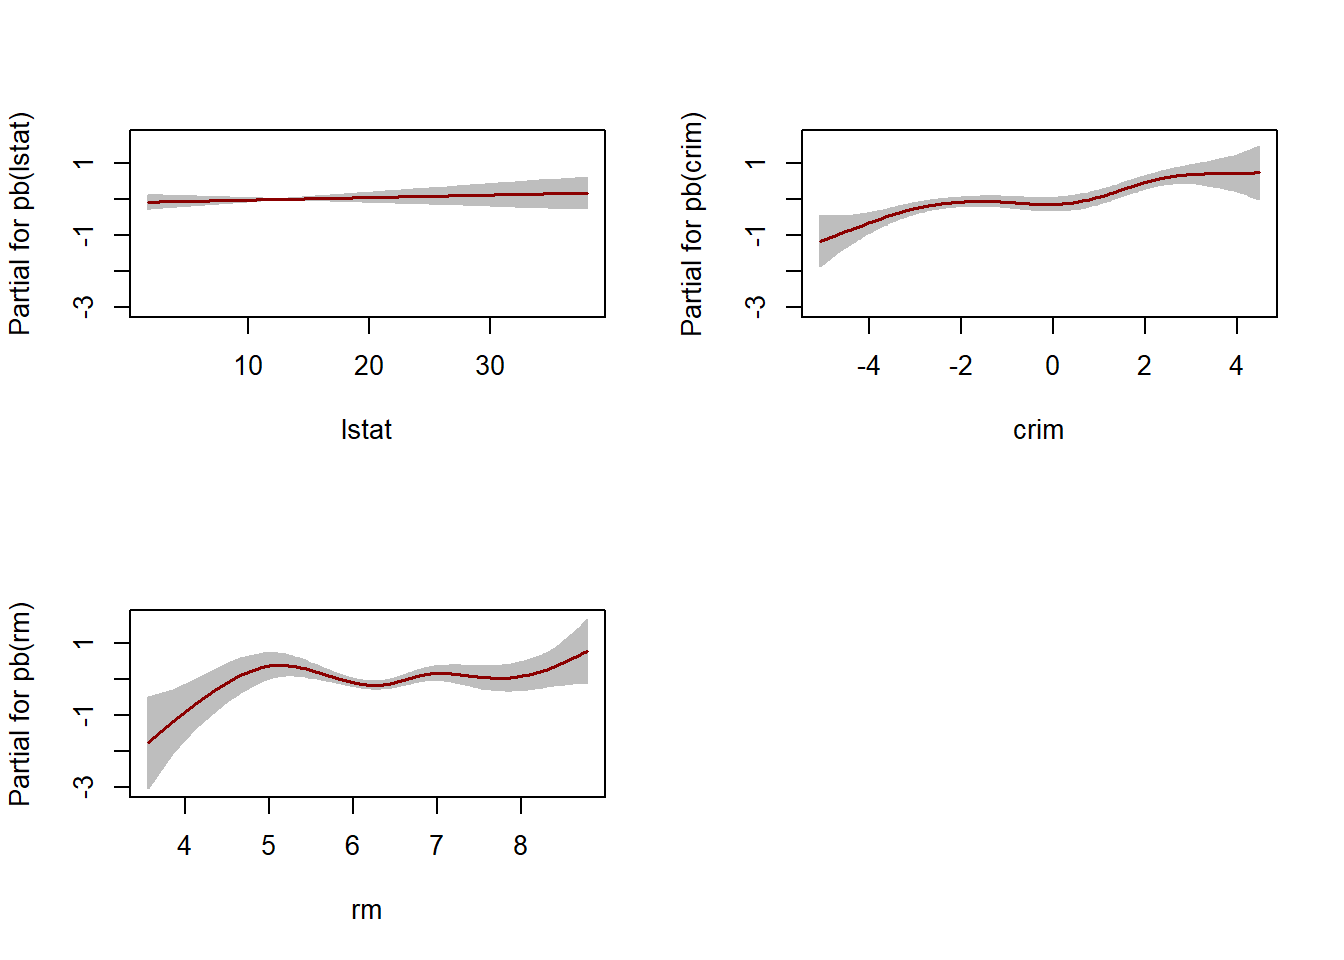 Partial for pb(lstat)
1
-1
-3
10 20 30
lstat
Partial for pb(crim)
1
-1
-3
-4 -2 0 2 4
crim
Partial for pb(rm)
1
-1
-3
4 5 6 7 8
rm